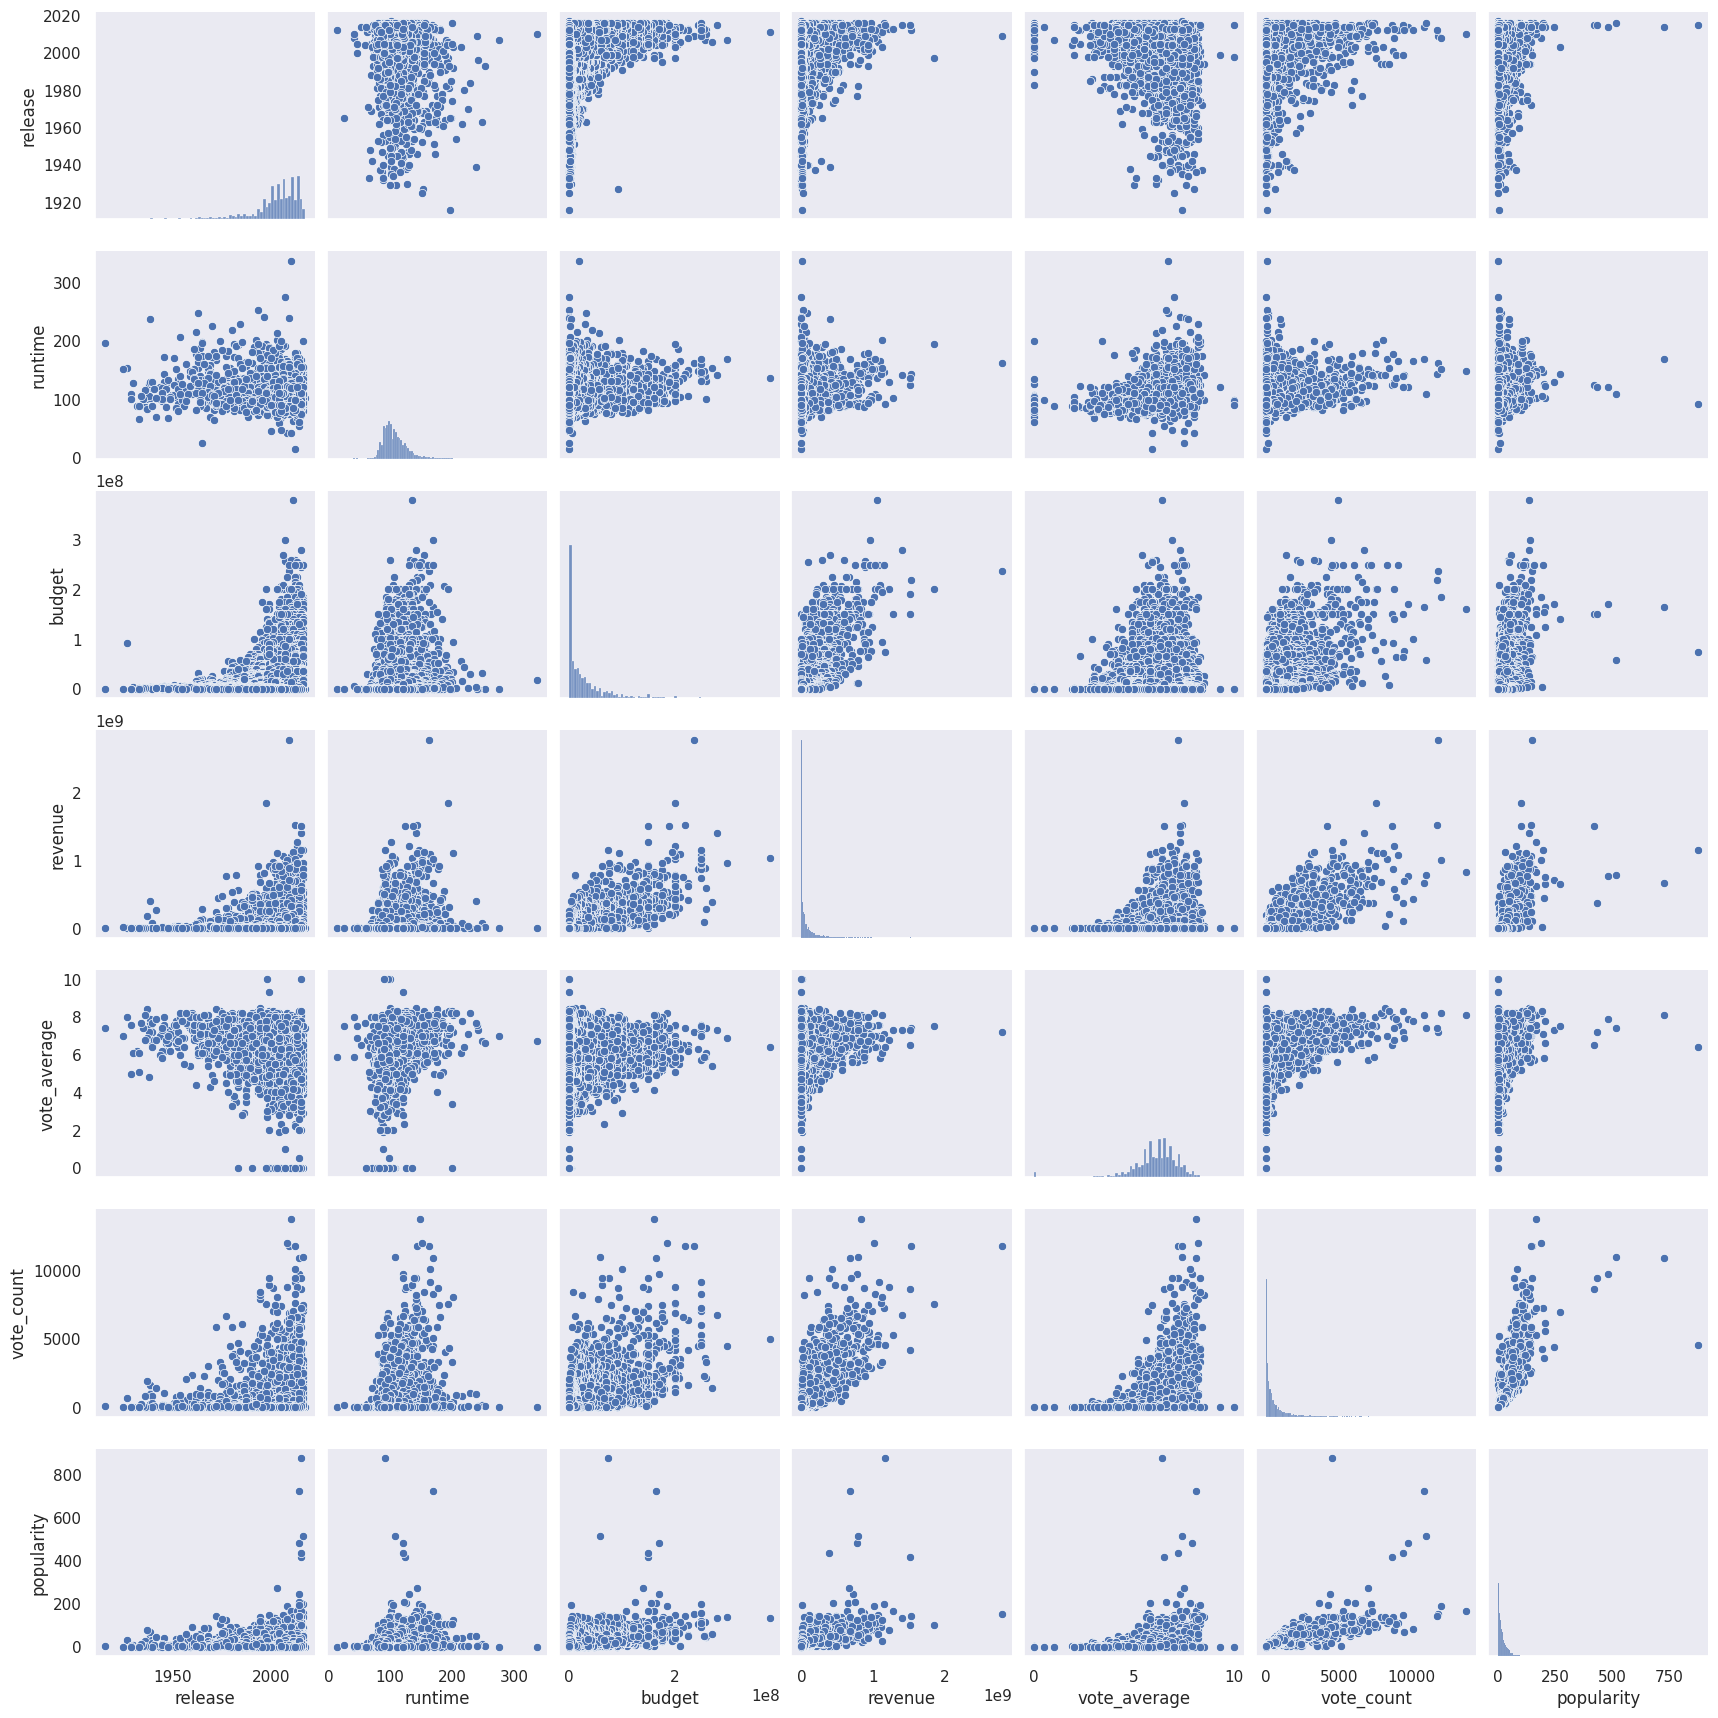 2020
2000
1980
1960
1940
1920
release
300
200
100
0
runtime
1e8
3
2
1
0
budget
1e9
2
1
0
revenue
10
8
6
4
2
0
vote_average
10000
5000
0
vote_count
800
600
400
200
0
popularity
1950 2000
release
0 100 200 300
runtime
0 2
1e8
budget
0 1 2
1e9
revenue
0 5 10
vote_average
0 5000 10000
vote_count
0 250 500 750
popularity